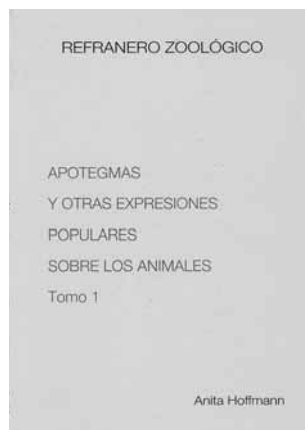 REFRANERO ZOOLÓGICO
APOTEGMAS
Y OTRAS EXPRESIONES
POPULARES
SOBRE LOS ANIMALES
Tomo 1
Anita Hoffmann